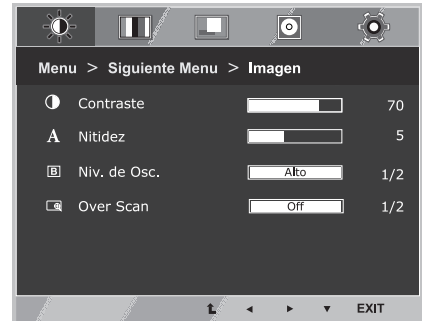 Menu > Siguiente Menu > Imagen
Contraste 70
A Nitidez 5
B Niv. de Osc. Alto 1/2
Over Scan Off 1/2
EXIT